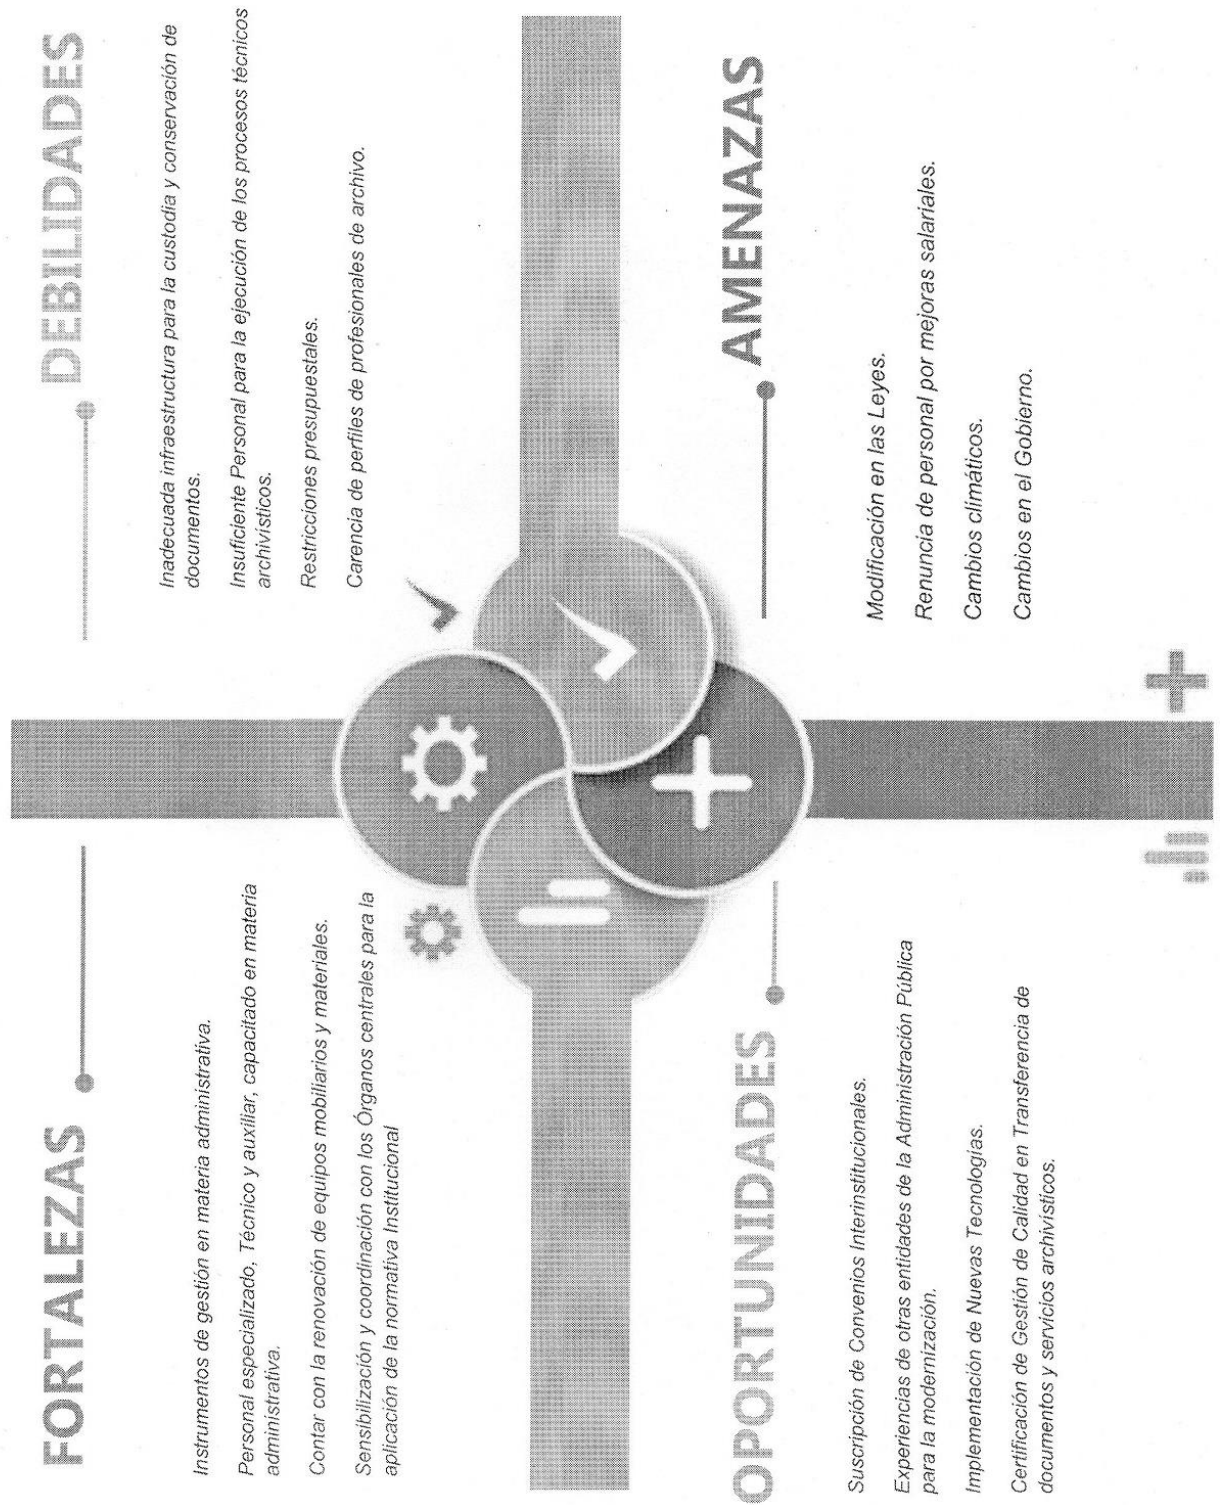 FORTALEZAS
Instrumentos de gestión en materia administrativa.
Personal especializado, Técnico y auxiliar, capacitado en materia
administrativa.
Contar con la renovación de equipos mobiliarios y materiales.
Sensibilización y coordinación con los Órganos centrales para la
aplicación de la normativa Institucional
DEBILIDADES
Inadecuada infraestructura para la custodia y conservación de
documentos.
Insuficiente Personal para la ejecución de los procesos técnicos
archivísticos.
Restricciones presupuestales.
Carencia de perfiles de profesionales de archivo.
OPORTUNIDADES
Suscripción de Convenios Interinstitucionales.
Experiencias de otras entidades de la Administración Pública
para la modernización.
Implementación de Nuevas Tecnologías.
Certificación de Gestión de Calidad en Transferencia de
documentos y servicios archivísticos.
AMENAZAS
Modificación en las Leyes.
Renuncia de personal por mejoras salariales.
Cambios climáticos.
Cambios en el Gobierno.